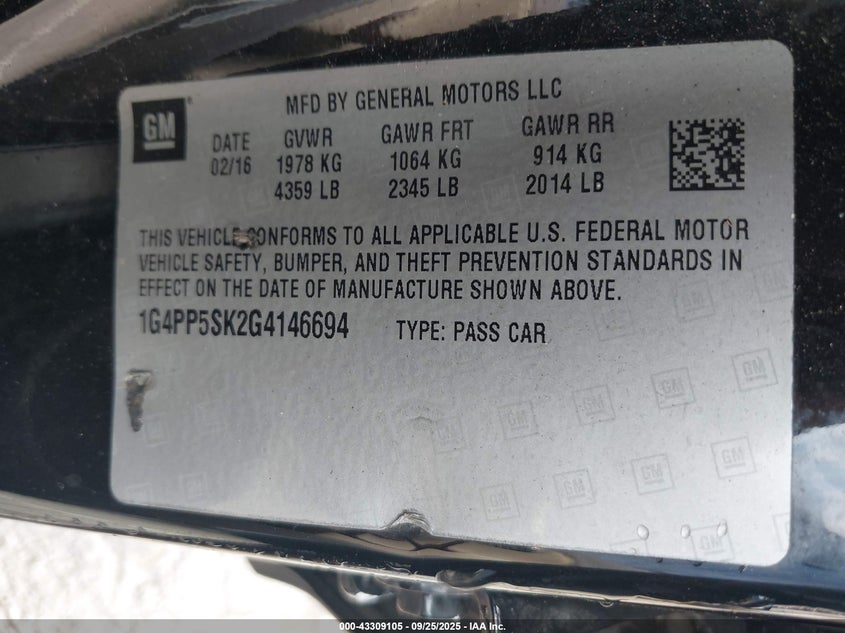 MFD BY GENERAL MOTORS LLC
GM ®
DATE GVWR GAWR FRT GAWR RR
02/16 1978 KG 1064 KG 914 KG
4359 LB 2345 LB 2014 LB
THIS VEHICLE CONFORMS TO ALL APPLICABLE U.S. FEDERAL MOTOR
VEHICLE SAFETY, BUMPER, AND THEFT PREVENTION STANDARDS IN
EFFECT ON THE DATE OF MANUFACTURE SHOWN ABOVE.
1G4PP5SK2G4146694 TYPE: PASS CAR
000-43309105 - 09/25/2025 - IAA Inc.